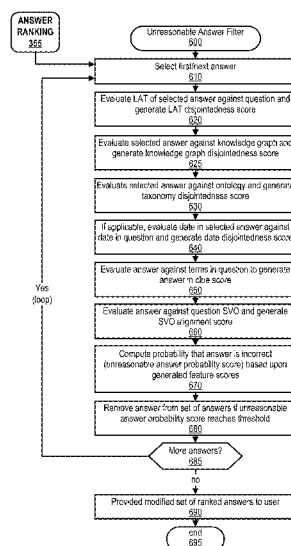 ANSWER
RANKING
355
Unreasonable Answer Filter
600
Select first/next answer
610
Evaluate LAT of selected answer against question and
generate LAT disjointedness score
620
Evaluate selected answer against knowledge graph and
generate knowledge graph disjointedness score
625
Evaluate selected answer against ontology and generate
taxonomy disjointedness score
630
If applicable, evaluate date in selected answer against
date in question and generate date disjointedness score
640
Evaluate answer against terms in question to generate
answer in clue score
650
Evaluate answer against question SVO and generate
SVO alignment score
660
Compute probability that answer is incorrect
(unreasonable answer probability score) based upon
generated feature scores
670
Remove answer from set of answers if unreasonable
answer probability score reaches threshold
680
Yes
(loop)
More answers?
685
no
Provided modified set of ranked answers to user
690
end
695